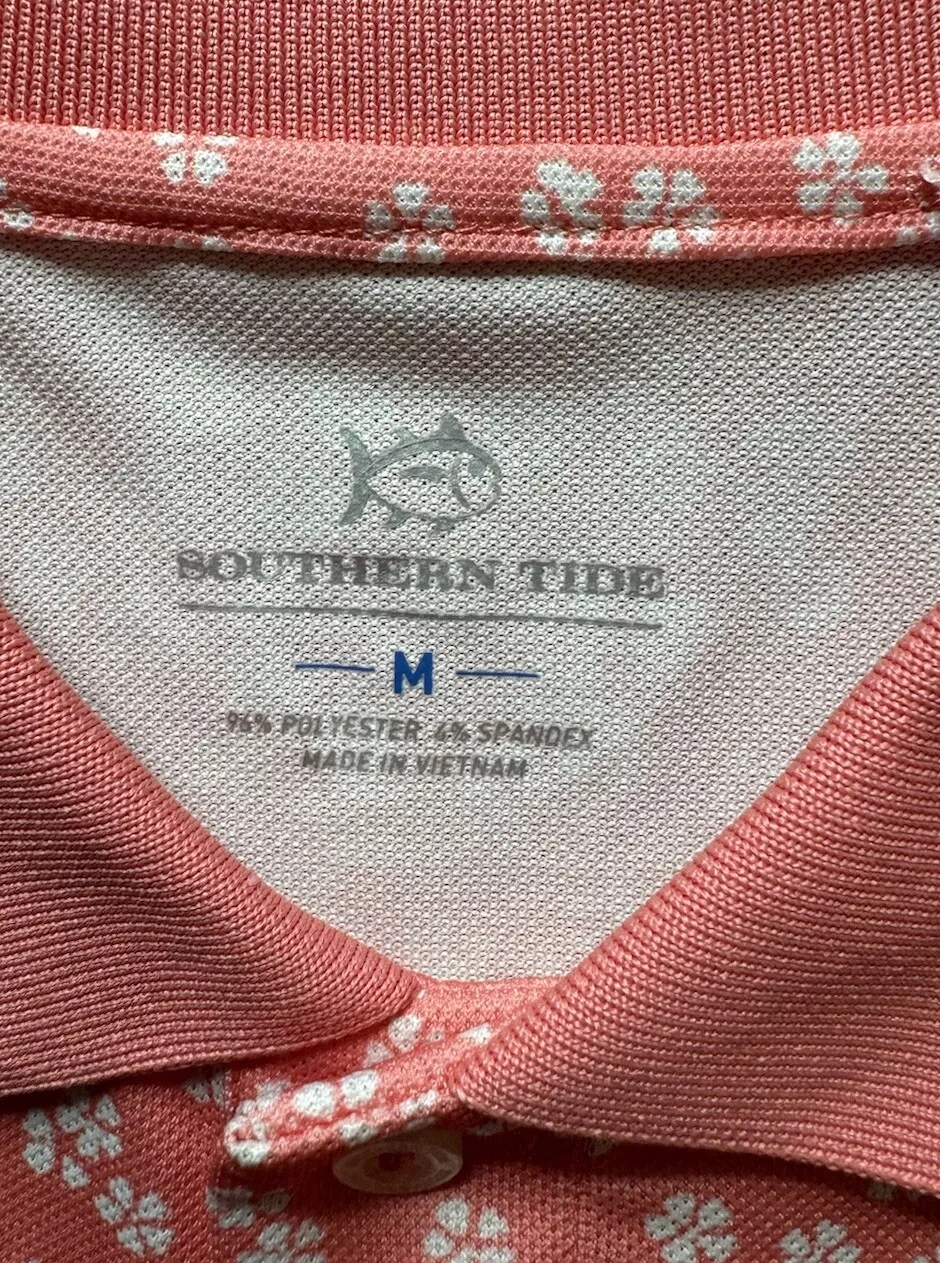 SOUTHERN TIDE
M
96% POLYESTER 4% SPANDEX
MADE IN VIETNAM